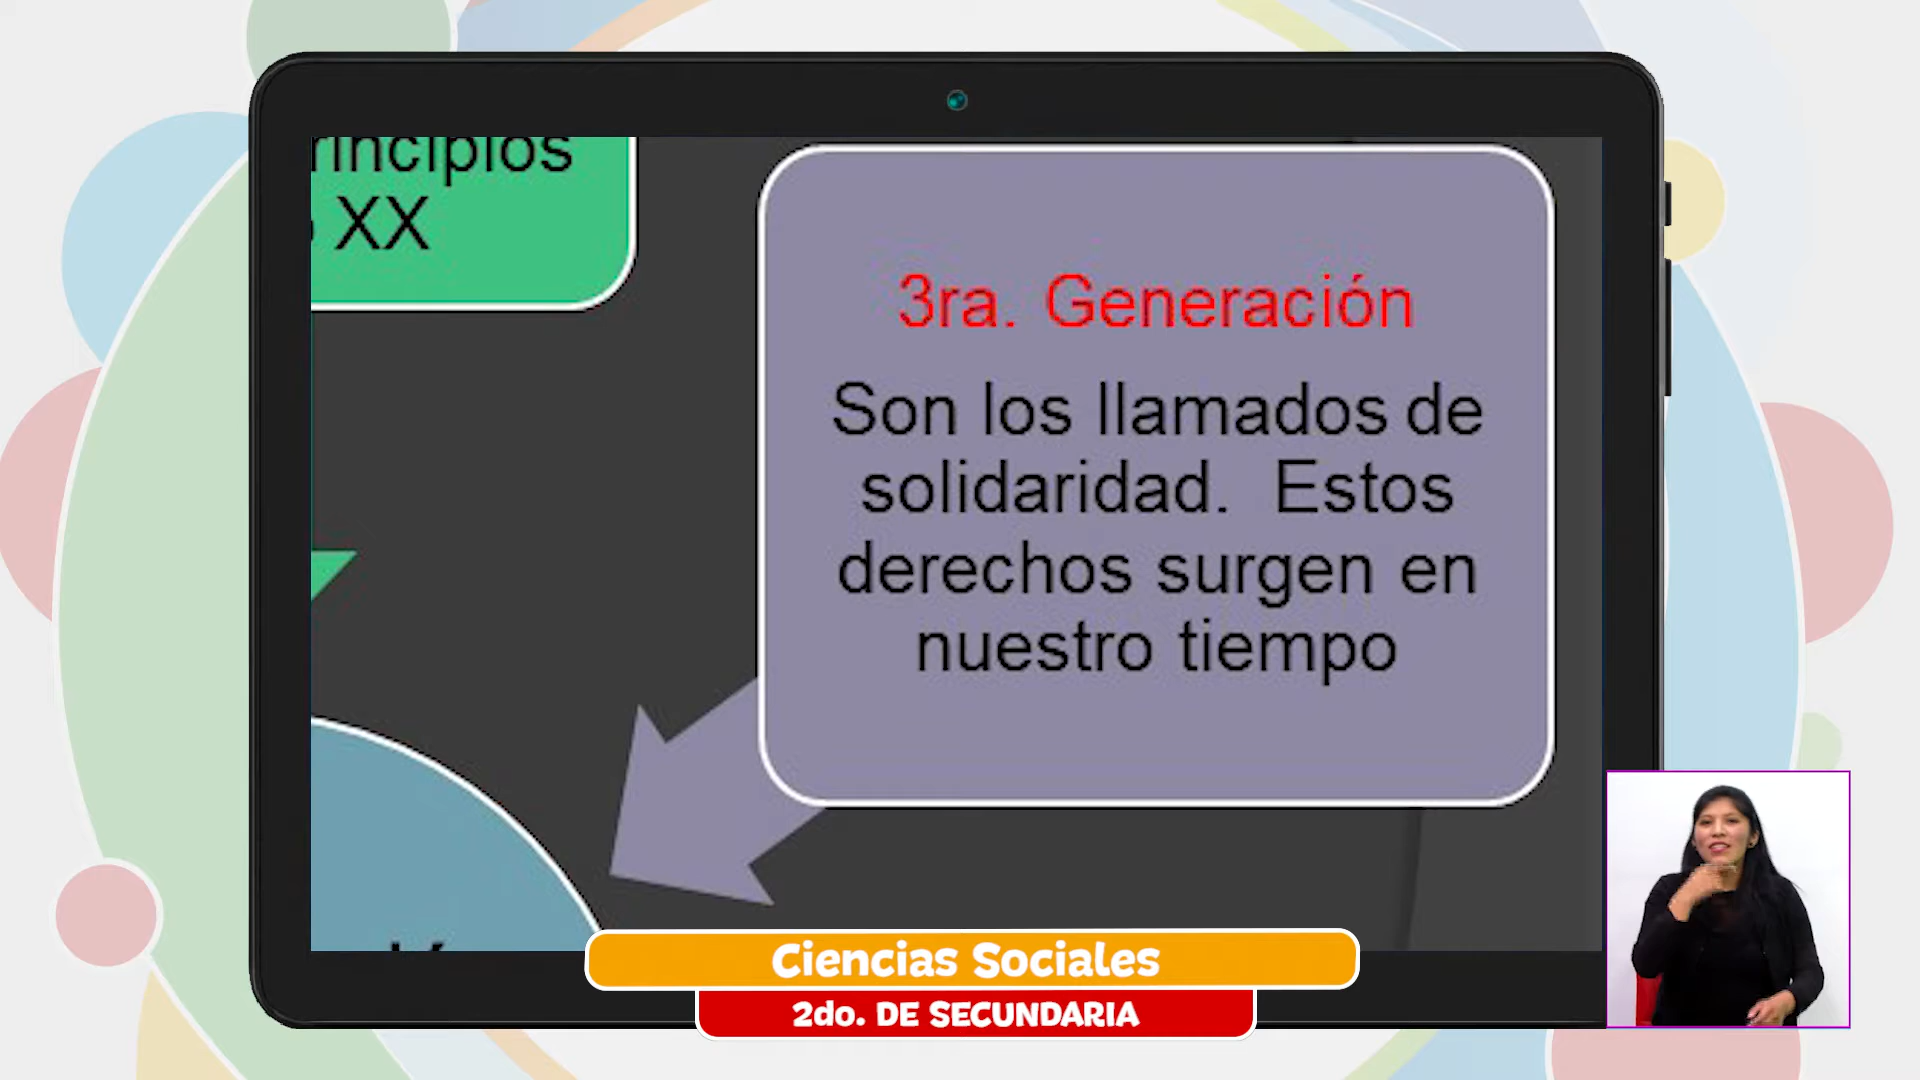 XX
3ra. Generación
Son los llamados de
solidaridad. Estos
derechos surgen en
nuestro tiempo
Ciencias Sociales
2do. DE SECUNDARIA